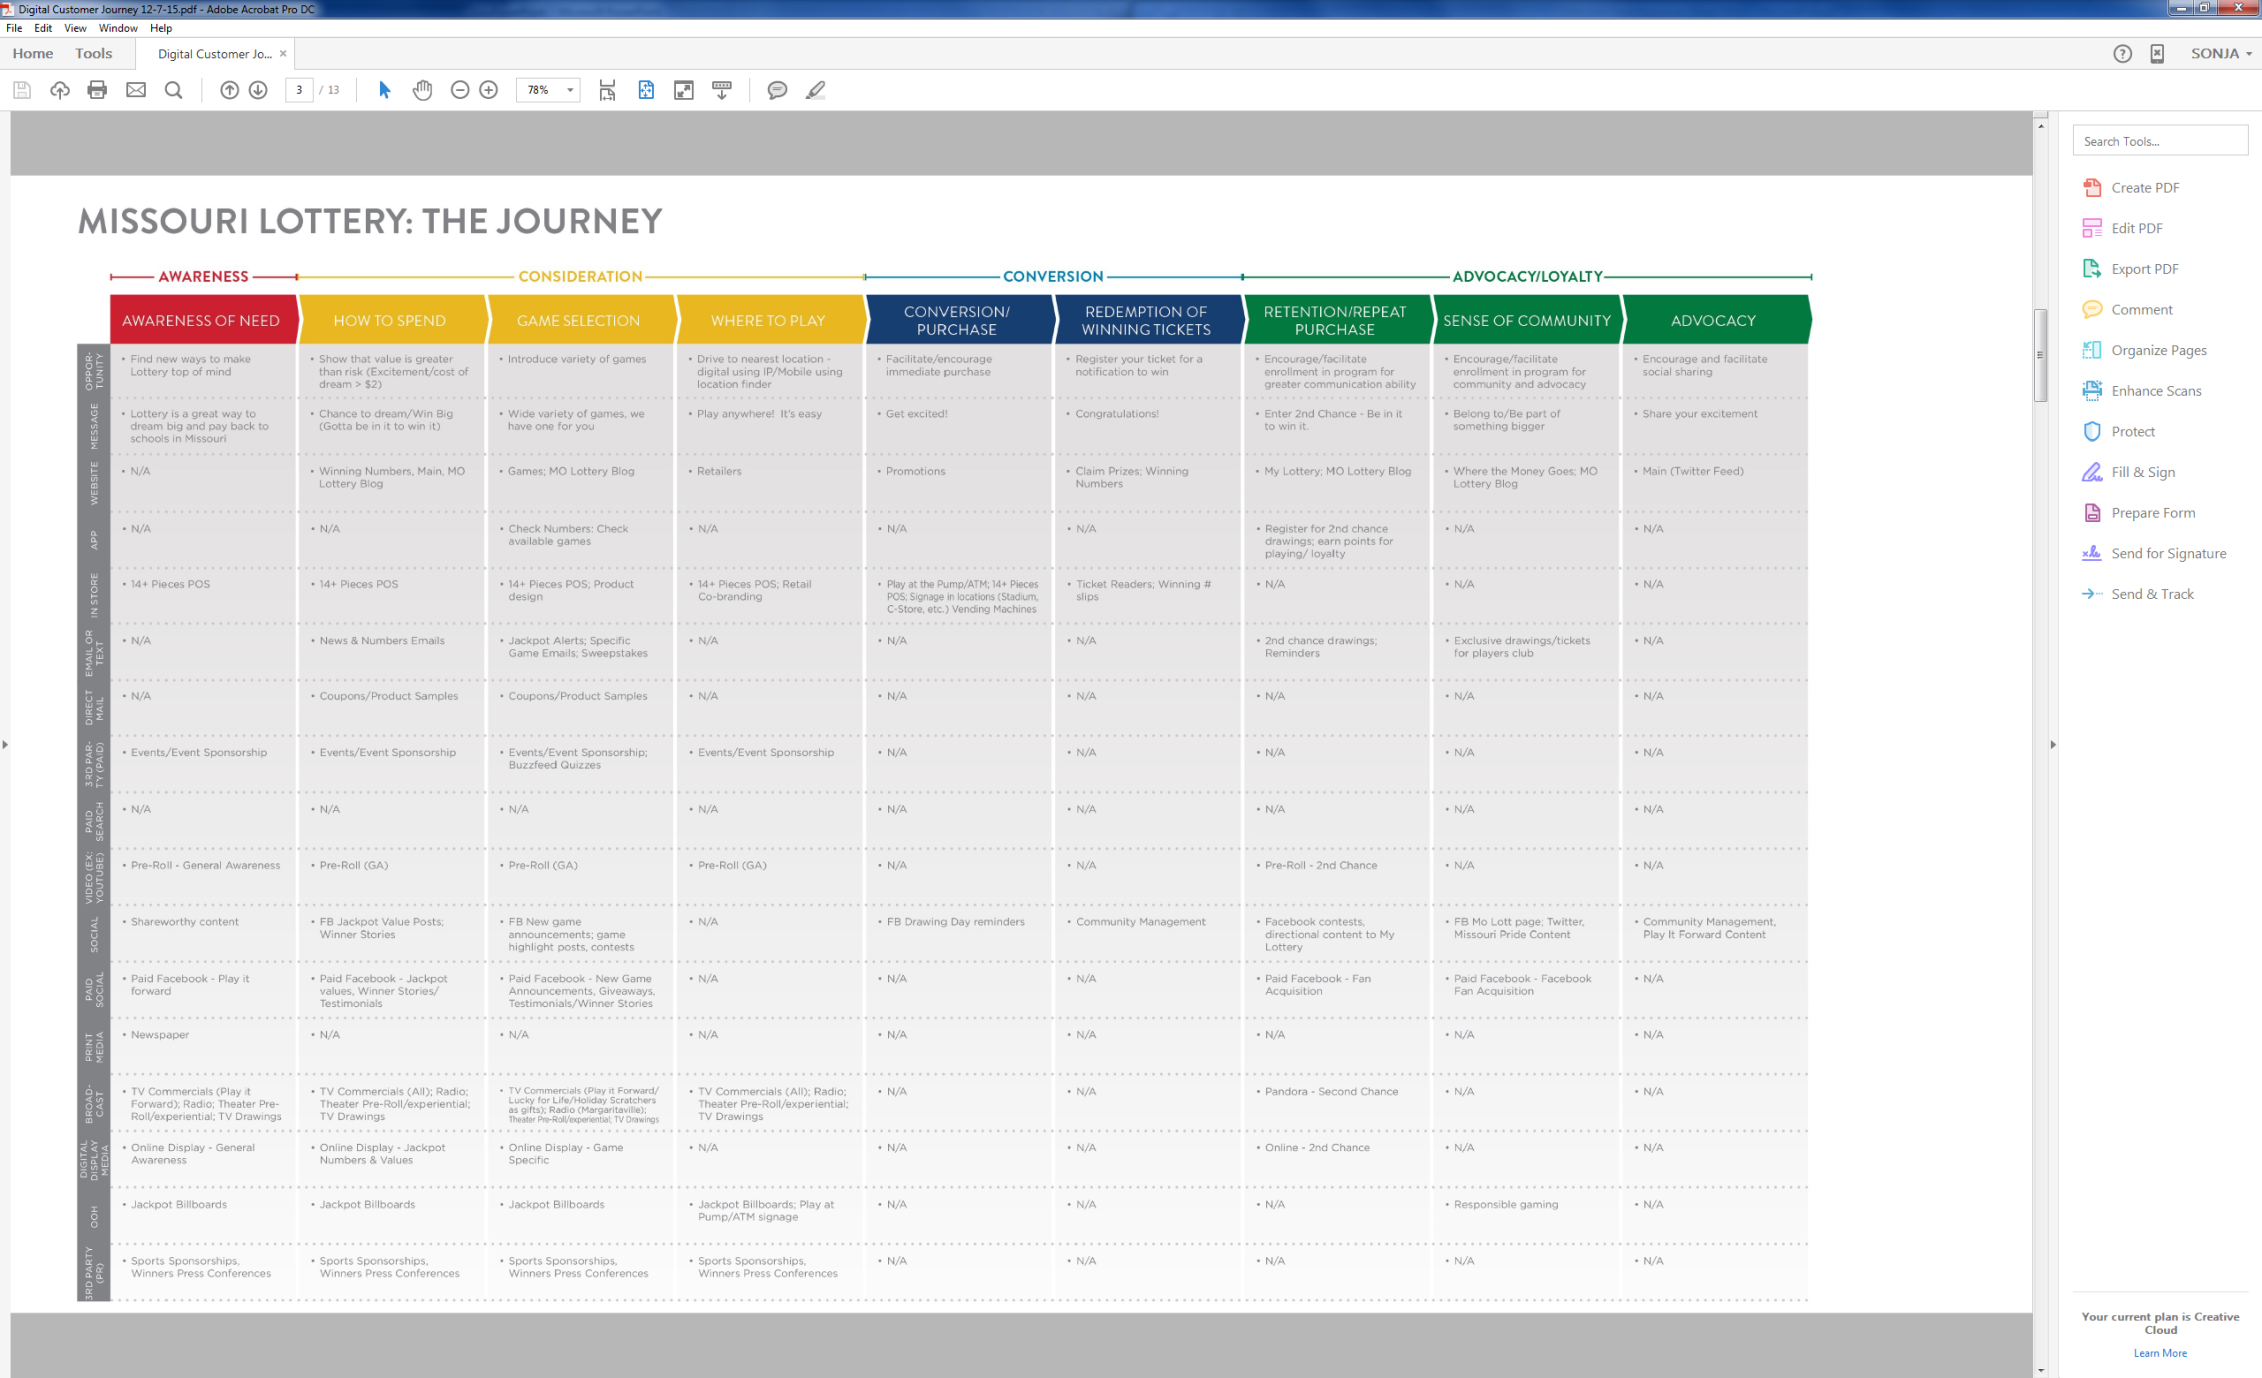 Digital Customer Journey 12-7-15.pdf - Adobe Acrobat Pro DC
File Edit View Window Help
Home Tools Digital Customer Jo... × SONJA
3 / 13 78%
MISSOURI LOTTERY: THE JOURNEY
AWARENESS CONSIDERATION CONVERSION ADVOCACY/LOYALTY
AWARENESS OF NEED
HOW TO SPEND
GAME SELECTION
WHERE TO PLAY
CONVERSION/
PURCHASE
REDEMPTION OF
WINNING TICKETS
RETENTION/REPEAT
PURCHASE
SENSE OF COMMUNITY
ADVOCACY
OPPOR-
TUNITY
• Find new ways to make
Lottery top of mind
• Show that value is greater
than risk (Excitement/cost of
dream > $2)
• Introduce variety of games
• Drive to nearest location -
digital using IP/Mobile using
location finder
• Facilitate/encourage
immediate purchase
• Register your ticket for a
notification to win
• Encourage/facilitate
enrollment in program for
greater communication ability
• Encourage/facilitate
enrollment in program for
community and advocacy
• Encourage and facilitate
social sharing
MESSAGE
• Lottery is a great way to
dream big and pay back to
schools in Missouri
• Chance to dream/Win Big
(Gotta be in it to win it)
• Wide variety of games, we
have one for you
• Play anywhere! It's easy
• Get excited!
• Congratulations!
• Enter 2nd Chance - Be in it
to win it.
• Belong to/Be part of
something bigger
• Share your excitement
WEBSITE
• N/A
• Winning Numbers, Main, MO
Lottery Blog
• Games; MO Lottery Blog
• Retailers
• Promotions
• Claim Prizes; Winning
Numbers
• My Lottery; MO Lottery Blog
• Where the Money Goes; MO
Lottery Blog
• Main (Twitter Feed)
APP
• N/A
• N/A
• Check Numbers: Check
available games
• N/A
• N/A
• N/A
• Register for 2nd chance
drawings; earn points for
playing/ loyalty
• N/A
• N/A
IN STORE
• 14+ Pieces POS
• 14+ Pieces POS
• 14+ Pieces POS; Product
design
• 14+ Pieces POS; Retail
Co-branding
• Play at the Pump/ATM; 14+ Pieces
POS; Signage in locations (Stadium,
C-Store, etc.) Vending Machines
• Ticket Readers; Winning #
slips
• N/A
• N/A
• N/A
EMAIL OR
TEXT
• N/A
• News & Numbers Emails
• Jackpot Alerts; Specific
Game Emails; Sweepstakes
• N/A
• N/A
• N/A
• 2nd chance drawings;
Reminders
• Exclusive drawings/tickets
for players club
• N/A
DIRECT
MAIL
• N/A
• Coupons/Product Samples
• Coupons/Product Samples
• N/A
• N/A
• N/A
• N/A
• N/A
• N/A
3RD PAR-
TY (PAID)
• Events/Event Sponsorship
• Events/Event Sponsorship
• Events/Event Sponsorship;
Buzzfeed Quizzes
• Events/Event Sponsorship
• N/A
• N/A
• N/A
• N/A
• N/A
PAID
SEARCH
• N/A
• N/A
• N/A
• N/A
• N/A
• N/A
• N/A
• N/A
• N/A
VIDEO (EX:
YOUTUBE)
• Pre-Roll - General Awareness
• Pre-Roll (GA)
• Pre-Roll (GA)
• Pre-Roll (GA)
• N/A
• N/A
• Pre-Roll - 2nd Chance
• N/A
• N/A
SOCIAL
• Shareworthy content
• FB Jackpot Value Posts;
Winner Stories
• FB New game
announcements; game
highlight posts, contests
• N/A
• FB Drawing Day reminders
• Community Management
• Facebook contests,
directional content to My
Lottery
• FB Mo Lott page; Twitter,
Missouri Pride Content
• Community Management,
Play It Forward Content
PAID
SOCIAL
• Paid Facebook - Play it
forward
• Paid Facebook - Jackpot
values, Winner Stories/
Testimonials
• Paid Facebook - New Game
Announcements, Giveaways,
Testimonials/Winner Stories
• N/A
• N/A
• N/A
• Paid Facebook - Fan
Acquisition
• Paid Facebook - Facebook
Fan Acquisition
• N/A
PRINT
MEDIA
• Newspaper
• N/A
• N/A
• N/A
• N/A
• N/A
• N/A
• N/A
• N/A
BROAD-
CAST
• TV Commercials (Play it
Forward); Radio; Theater Pre-
Roll/experiential; TV Drawings
• TV Commercials (All); Radio;
Theater Pre-Roll/experiential;
TV Drawings
• TV Commercials (Play it Forward/
Lucky for Life/Holiday Scratchers
as gifts); Radio (Margaritaville);
Theater Pre-Roll/experiential; TV Drawings
• TV Commercials (All); Radio;
Theater Pre-Roll/experiential;
TV Drawings
• N/A
• N/A
• Pandora - Second Chance
• N/A
• N/A
DIGITAL
DISPLAY
MEDIA
• Online Display - General
Awareness
• Online Display - Jackpot
Numbers & Values
• Online Display - Game
Specific
• N/A
• N/A
• N/A
• Online - 2nd Chance
• N/A
• N/A
OOH
• Jackpot Billboards
• Jackpot Billboards
• Jackpot Billboards
• Jackpot Billboards; Play at
Pump/ATM signage
• N/A
• N/A
• N/A
• Responsible gaming
• N/A
3RD PARTY
(PR)
• Sports Sponsorships,
Winners Press Conferences
• Sports Sponsorships,
Winners Press Conferences
• Sports Sponsorships,
Winners Press Conferences
• Sports Sponsorships,
Winners Press Conferences
• N/A
• N/A
• N/A
• N/A
• N/A
Search Tools...
Create PDF
Edit PDF
Export PDF
Comment
Organize Pages
Enhance Scans
Protect
Fill & Sign
Prepare Form
Send for Signature
Send & Track
Your current plan is Creative
Cloud
Learn More